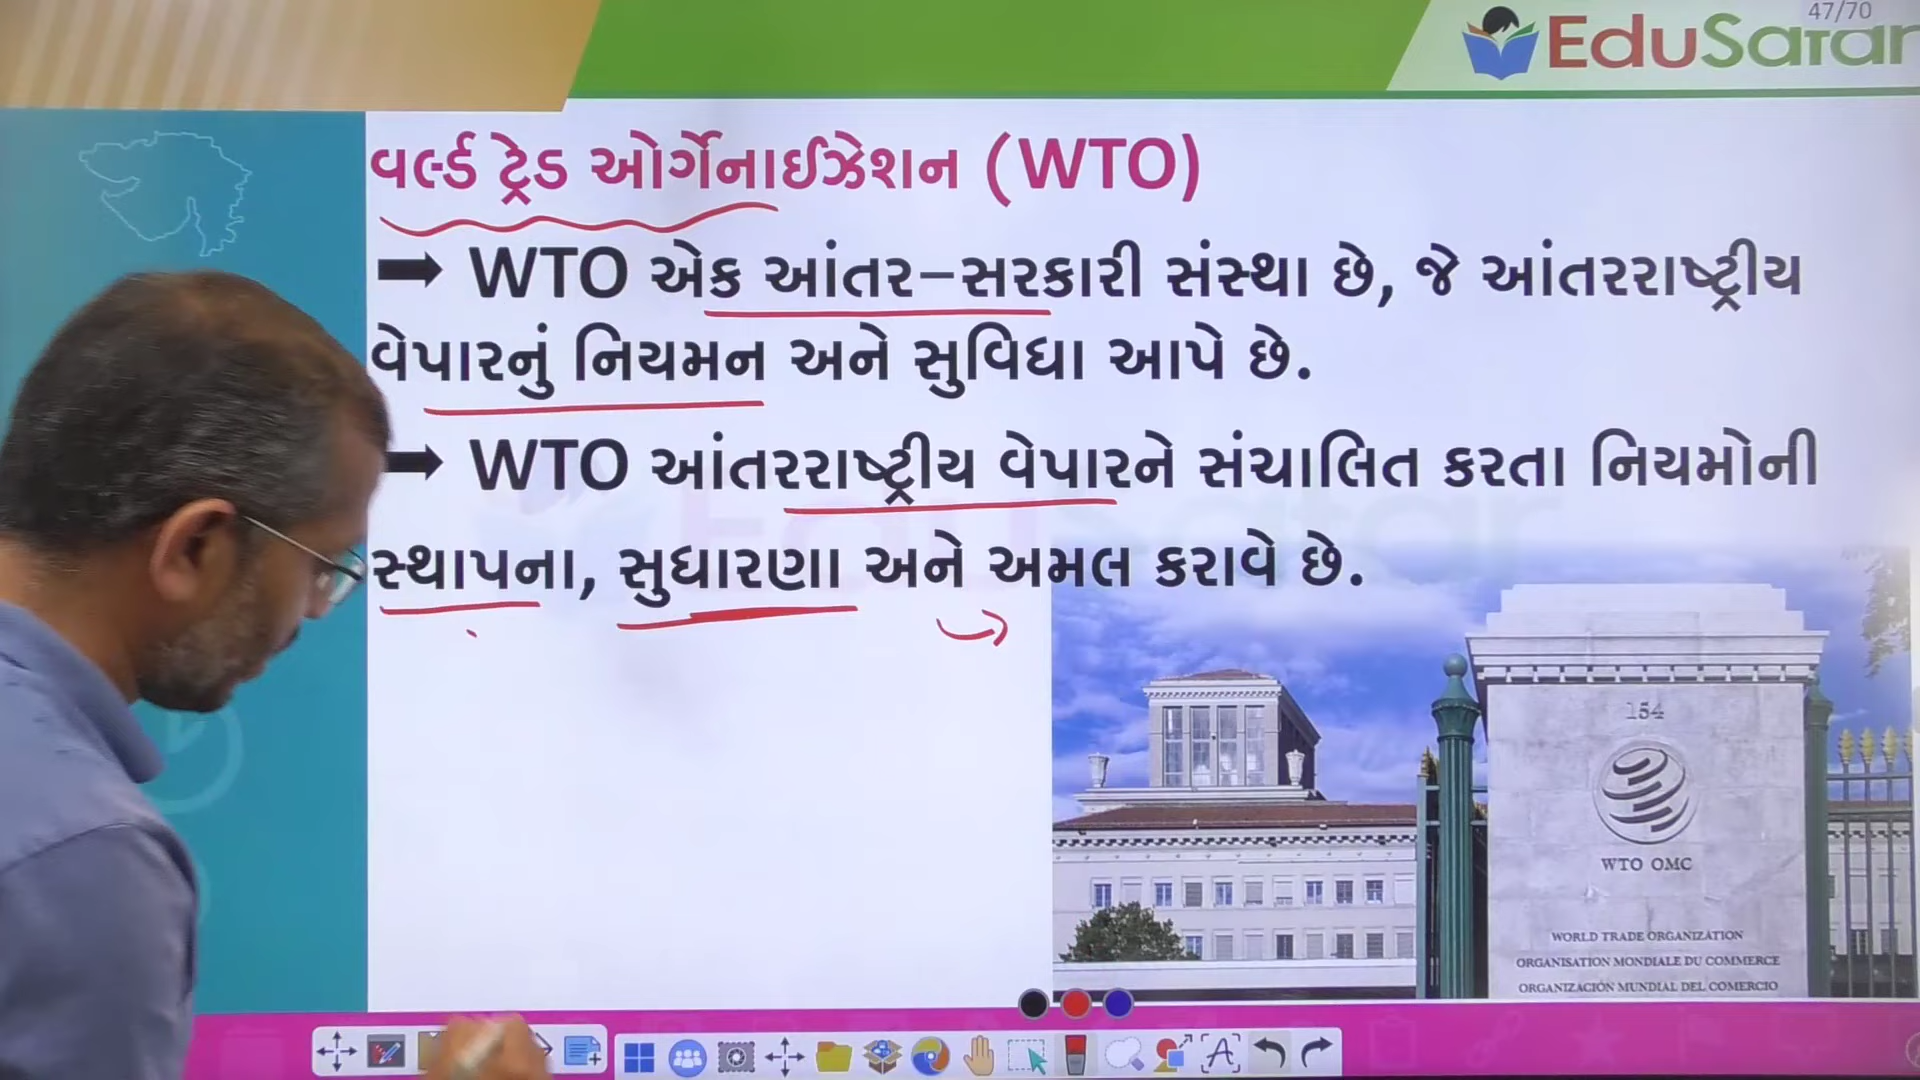 47/70
EduSatar
વર્લ્ડ ટ્રેડ ઓર્ગેનાઈઝેશન (WTO)
➡ WTO એક આંતર–સરકારી સંસ્થા છે, જે આંતરરાષ્ટ્રીય
વેપારનું નિયમન અને સુવિધા આપે છે.
➡ WTO આંતરરાષ્ટ્રીય વેપારને સંચાલિત કરતા નિયમોની
સ્થાપના, સુધારણા અને અમલ કરાવે છે.
154
WTO OMC
WORLD TRADE ORGANIZATION
ORGANISATION MONDIALE DU COMMERCE
ORGANIZACIÓN MUNDIAL DEL COMERCIO